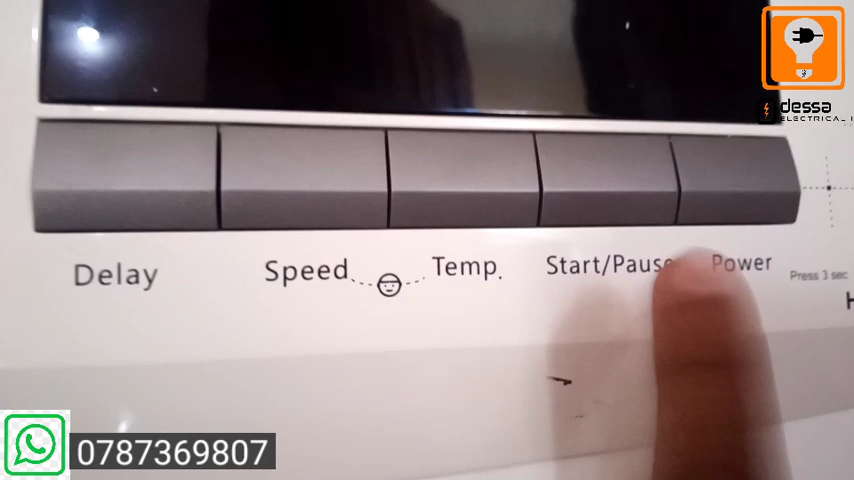 dessa
ELECTRICAL
Delay
Speed
Temp.
Start/Pause
Power
Press 3 sec
H
0787369807